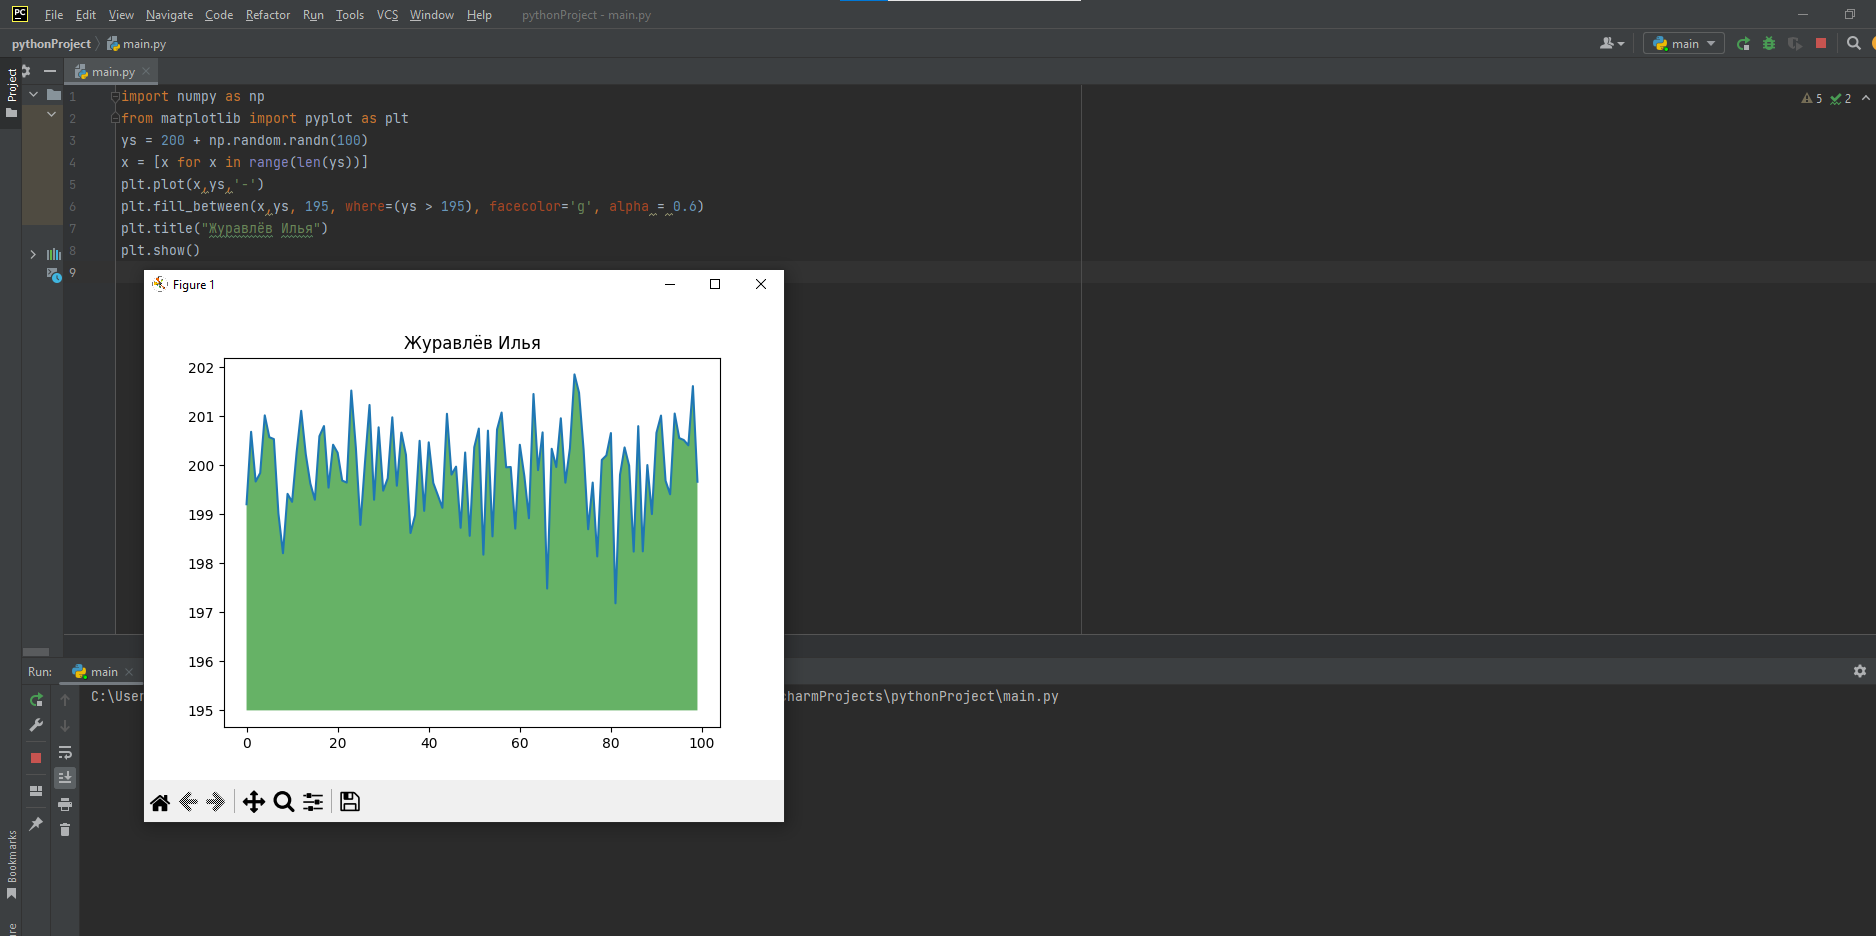 PC File Edit View Navigate Code Refactor Run Tools VCS Window Help pythonProject - main.py
pythonProject main.py main
Project main.py 5 2
1 import numpy as np
2 from matplotlib import pyplot as plt
3 ys = 200 + np.random.randn(100)
4 x = [x for x in range(len(ys))]
5 plt.plot(x,ys,'-')
6 plt.fill_between(x,ys, 195, where=(ys > 195), facecolor='g', alpha = 0.6)
7 plt.title("Журавлёв Илья")
8 plt.show()
9
Figure 1
Журавлёв Илья
202
201
200
199
198
197
196
195
0 20 40 60 80 100
Run: main
C:\User
charmProjects\pythonProject\main.py
Bookmarks